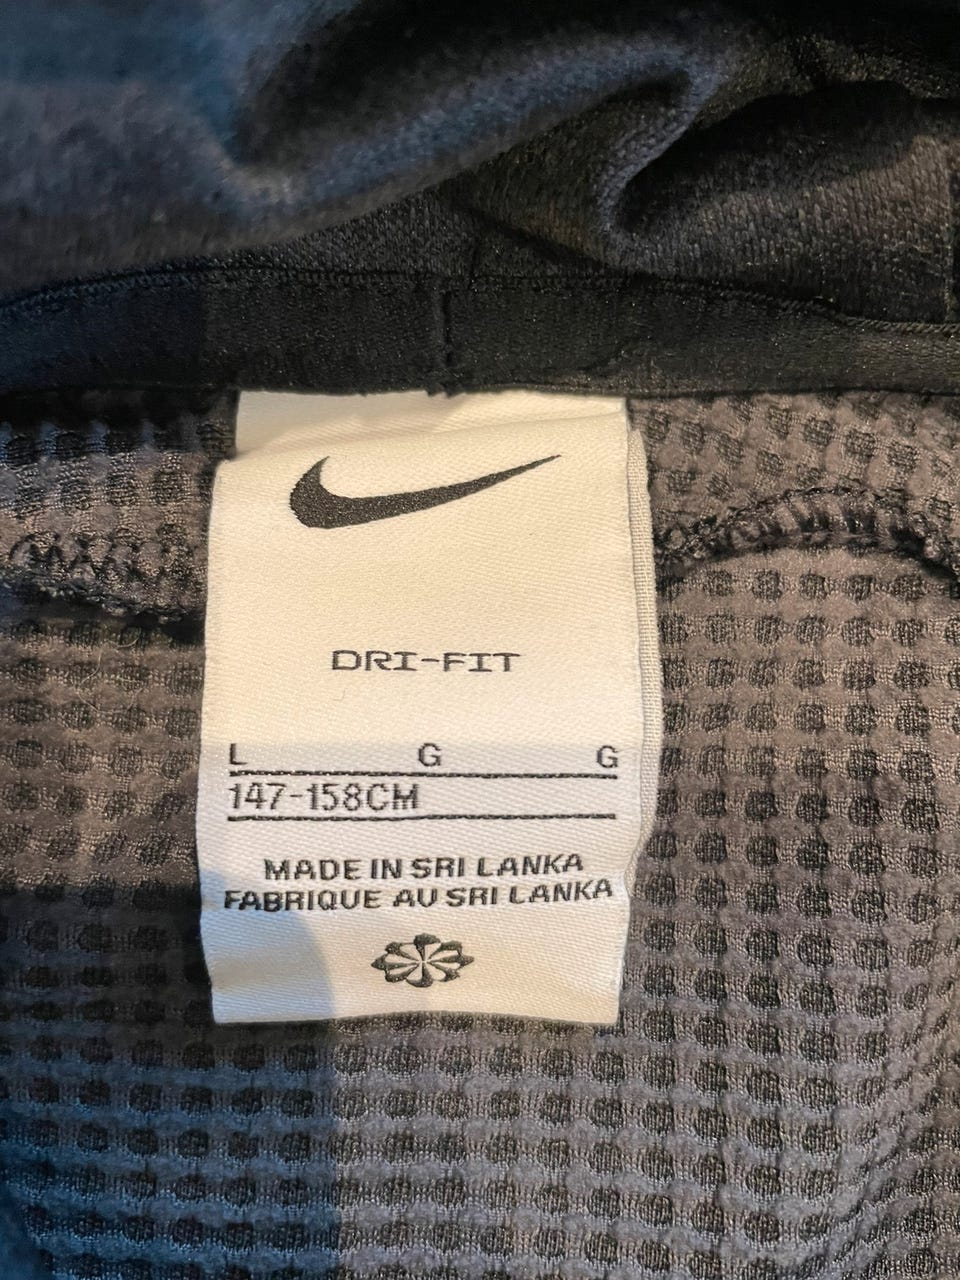 DRI-FIT
L G G
147-158CM
MADE IN SRI LANKA
FABRIQUE AU SRI LANKA